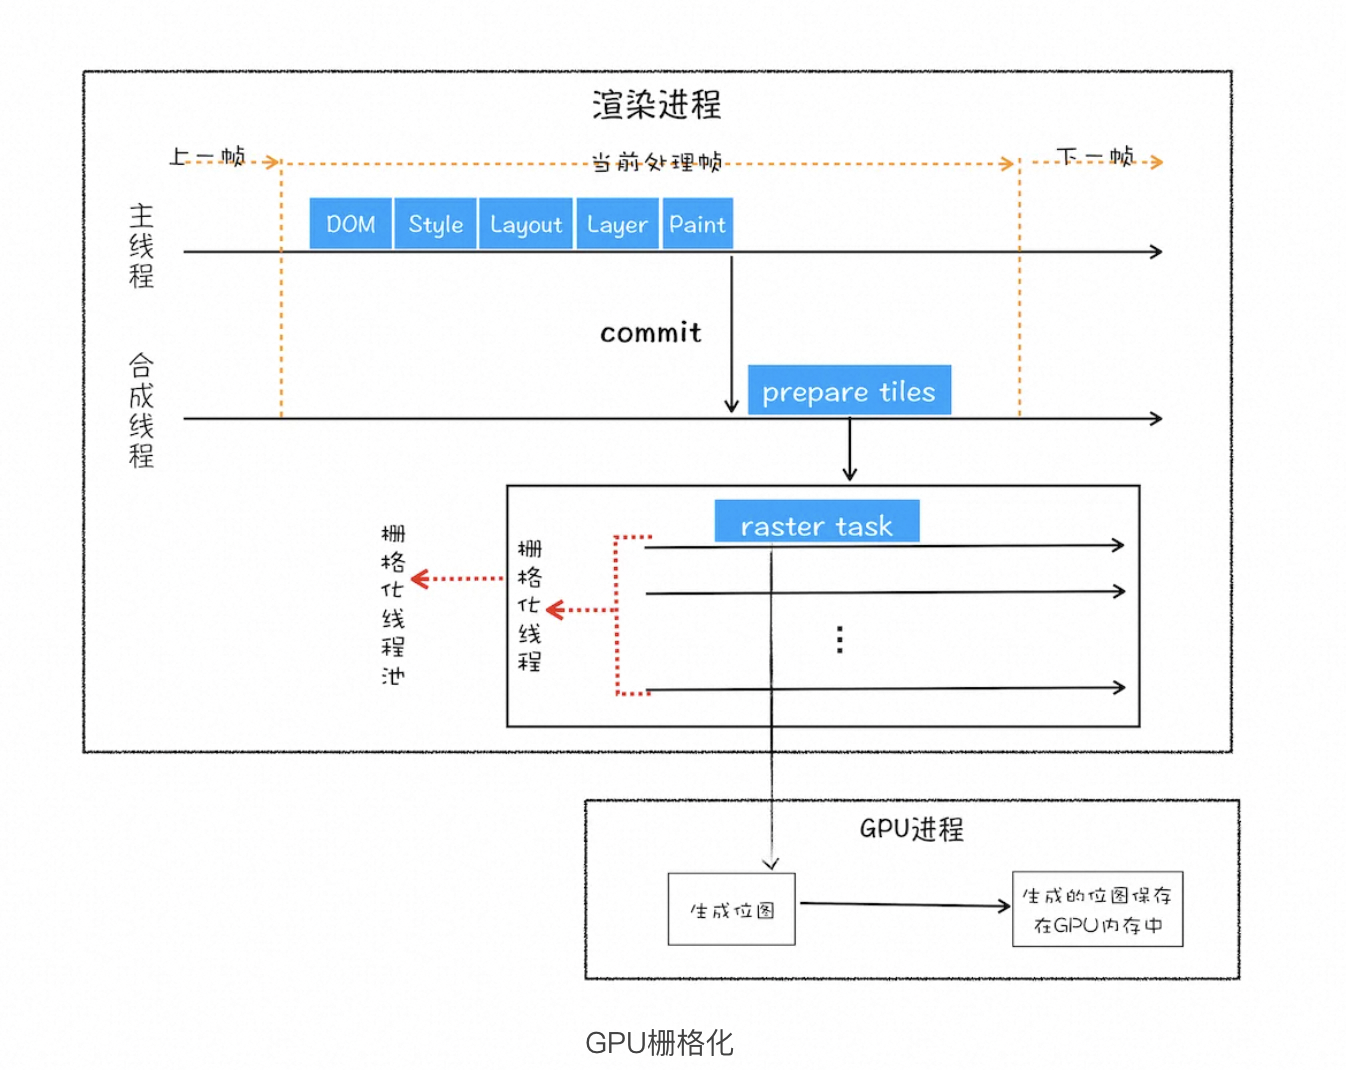 渲染进程
上一帧
当前处理帧
下一帧
主线程
DOM
Style
Layout
Layer
Paint
commit
合成线程
prepare tiles
raster task
栅格化线程池
栅格化线程
GPU进程
生成位图
生成的位图保存
在GPU内存中
GPU栅格化